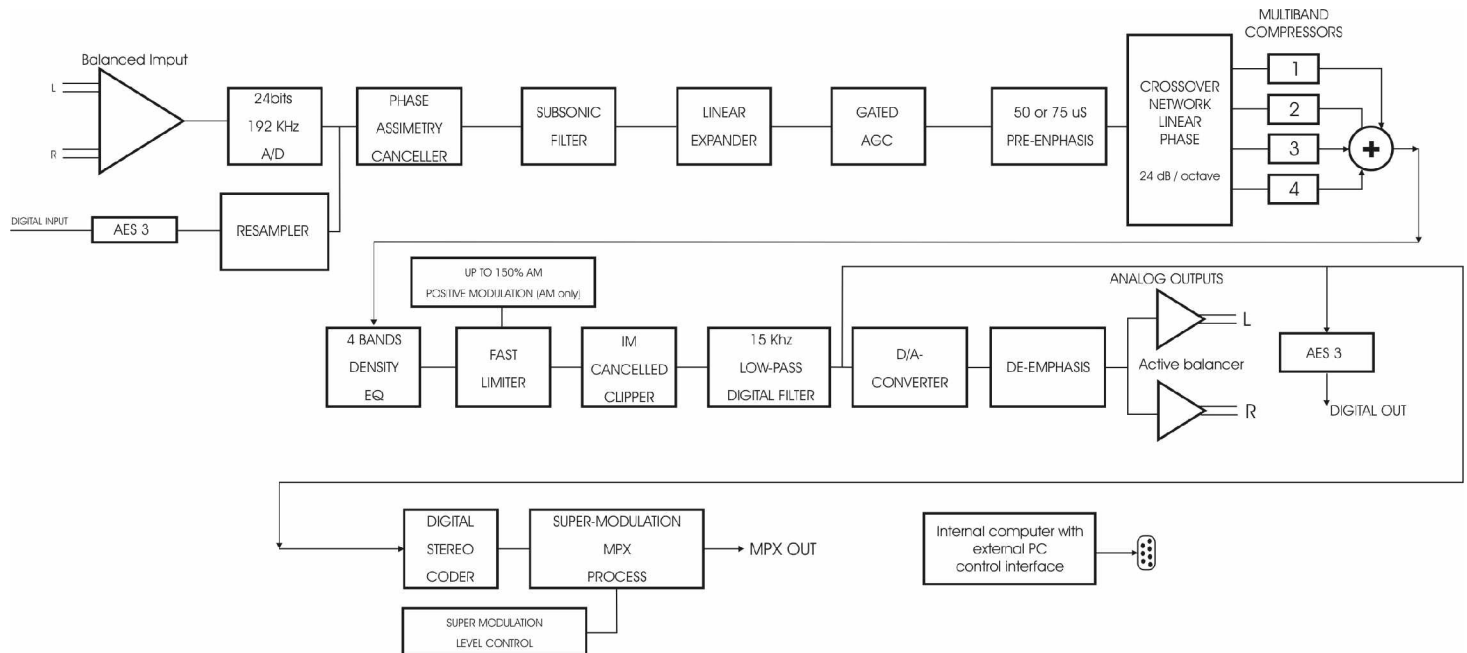 MULTIBAND
COMPRESSORS
Balanced Imput
L
R
24bits
192 KHz
A/D
PHASE
ASSIMETRY
CANCELLER
SUBSONIC
FILTER
LINEAR
EXPANDER
GATED
AGC
50 or 75 uS
PRE-ENPHASIS
CROSSOVER
NETWORK
LINEAR
PHASE
24 dB / octave
1
2
3
4
+
DIGITAL INPUT
AES 3
RESAMPLER
UP TO 150% AM
POSITIVE MODULATION (AM only)
4 BANDS
DENSITY
EQ
FAST
LIMITER
IM
CANCELLED
CLIPPER
15 Khz
LOW-PASS
DIGITAL FILTER
D/A-
CONVERTER
DE-EMPHASIS
ANALOG OUTPUTS
L
Active balancer
R
AES 3
DIGITAL OUT
DIGITAL
STEREO
CODER
SUPER-MODULATION
MPX
PROCESS
MPX OUT
SUPER MODULATION
LEVEL CONTROL
Internal computer with
external PC
control interface